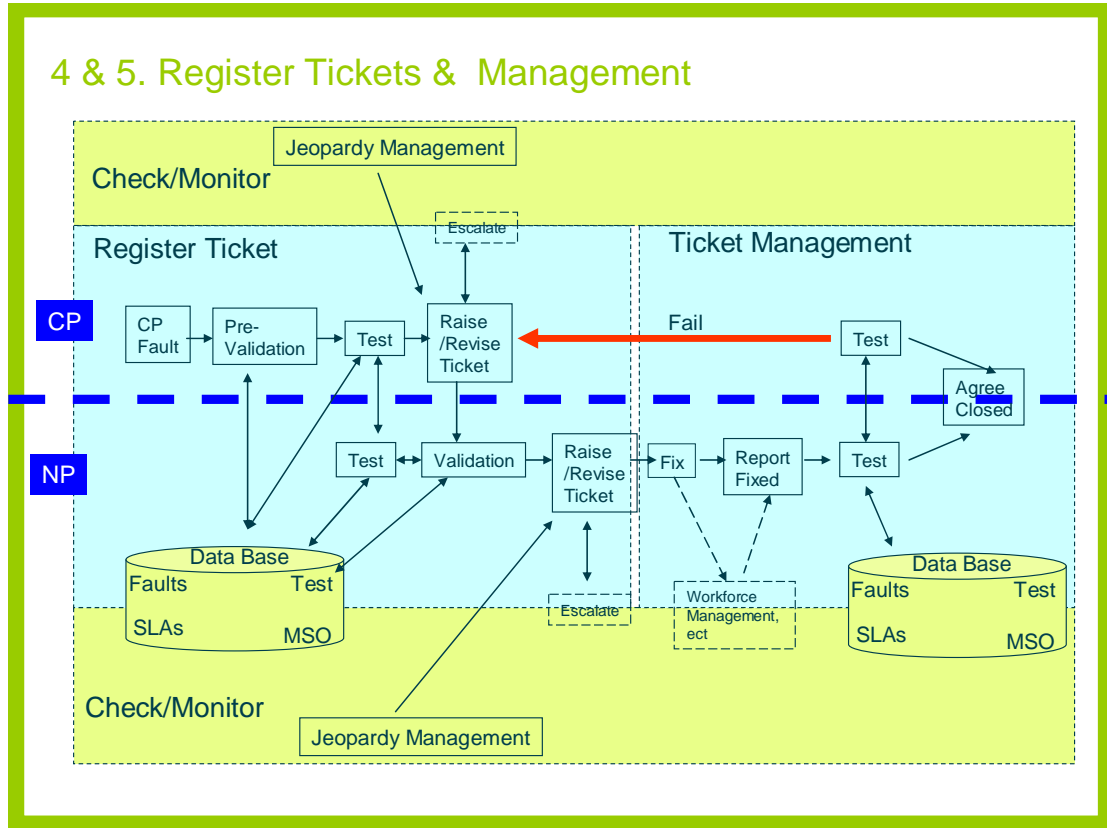 4 & 5. Register Tickets & Management
Jeopardy Management
Check/Monitor
Escalate
Register Ticket
Ticket Management
CP
CP
Fault
Pre-
Validation
Test
Raise
/Revise
Ticket
Fail
Test
Agree
Closed
NP
Test
Validation
Raise
/Revise
Ticket
Fix
Report
Fixed
Test
Data Base
Faults
Test
SLAs
MSO
Escalate
Workforce
Management,
ect
Data Base
Faults
Test
SLAs
MSO
Check/Monitor
Jeopardy Management